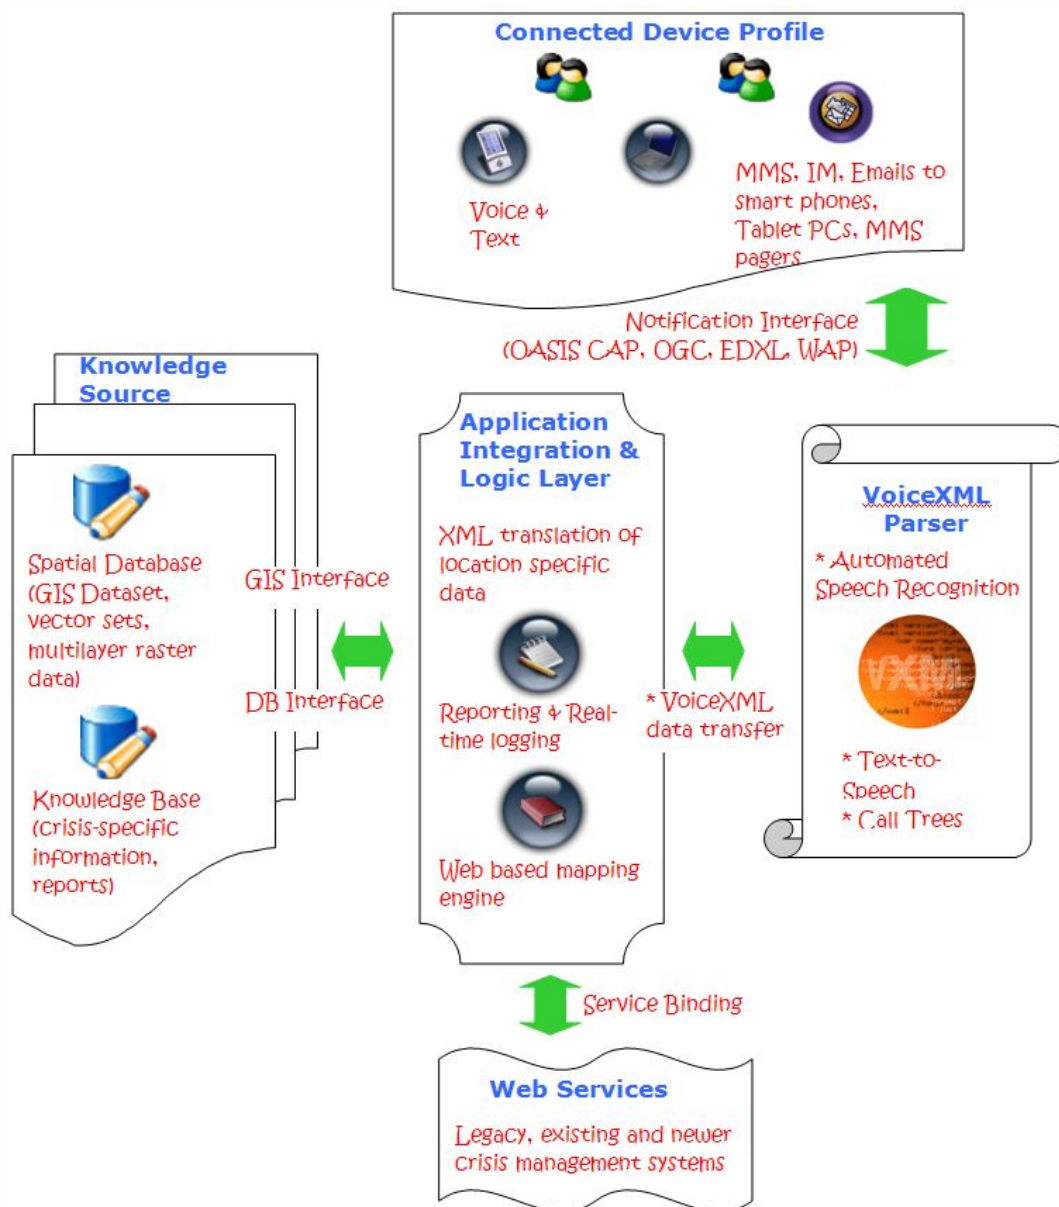 Connected Device Profile
Voice &
Text
MMS, IM, Emails to
smart phones,
Tablet PCs, MMS
pagers
Notification Interface
(OASIS CAP, OGC, EDXL, WAP)
Knowledge
Source
Spatial Database
(GIS Dataset,
vector sets,
multilayer raster
data)
Knowledge Base
(crisis-specific
information,
reports)
GIS Interface
DB Interface
Application
Integration &
Logic Layer
XML translation of
location specific
data
Reporting & Real-
time logging
Web based mapping
engine
* VoiceXML
data transfer
VoiceXML
Parser
* Automated
Speech Recognition
VXML
* Text-to-
Speech
* Call Trees
Service Binding
Web Services
Legacy, existing and newer
crisis management systems